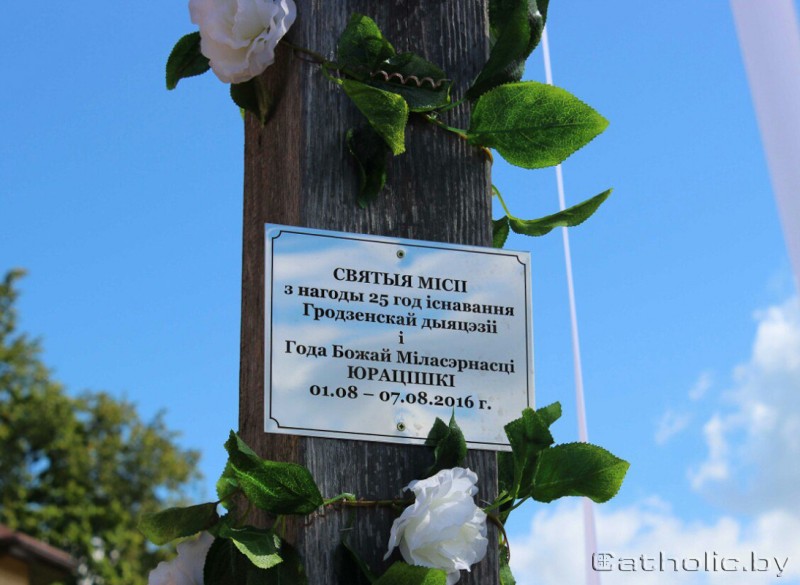 СВЯТЫЯ МІСІІ
з нагоды 25 год існавання
Гродзенскай дыяцэзіі
і
Года Божай Міласэрнасці
ЮРАЦІШКІ
01.08 – 07.08.2016 г.
Catholic.by